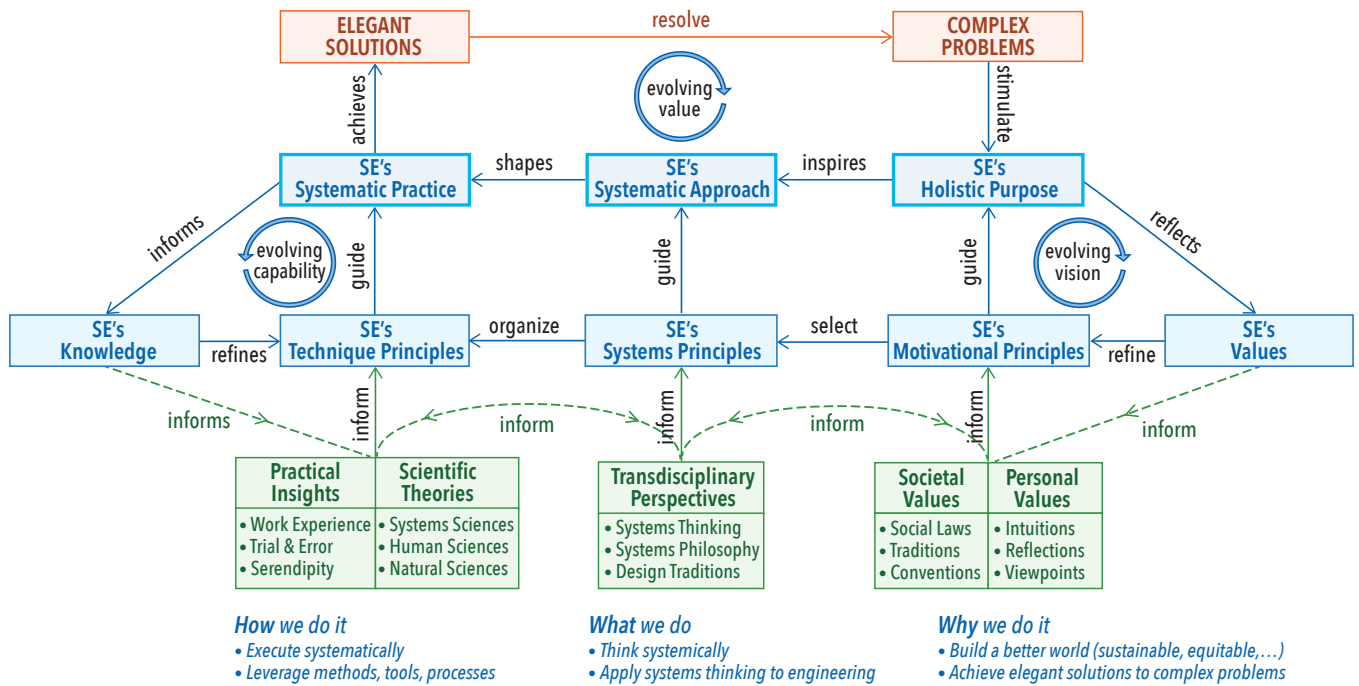 ELEGANT
SOLUTIONS
resolve
COMPLEX
PROBLEMS
achieves
evolving
value
stimulate
SE's
Systematic Practice
shapes
SE's
Systematic Approach
inspires
SE's
Holistic Purpose
informs
evolving
capability
guide
guide
guide
evolving
vision
reflects
SE's
Knowledge
refines
SE's
Technique Principles
organize
SE's
Systems Principles
select
SE's
Motivational Principles
refine
SE's
Values
informs
inform
inform
inform
inform
inform
inform
Practical
Insights
• Work Experience
• Trial & Error
• Serendipity
Scientific
Theories
• Systems Sciences
• Human Sciences
• Natural Sciences
Transdisciplinary
Perspectives
• Systems Thinking
• Systems Philosophy
• Design Traditions
Societal
Values
• Social Laws
• Traditions
• Conventions
Personal
Values
• Intuitions
• Reflections
• Viewpoints
How we do it
• Execute systematically
• Leverage methods, tools, processes
What we do
• Think systemically
• Apply systems thinking to engineering
Why we do it
• Build a better world (sustainable, equitable,…)
• Achieve elegant solutions to complex problems